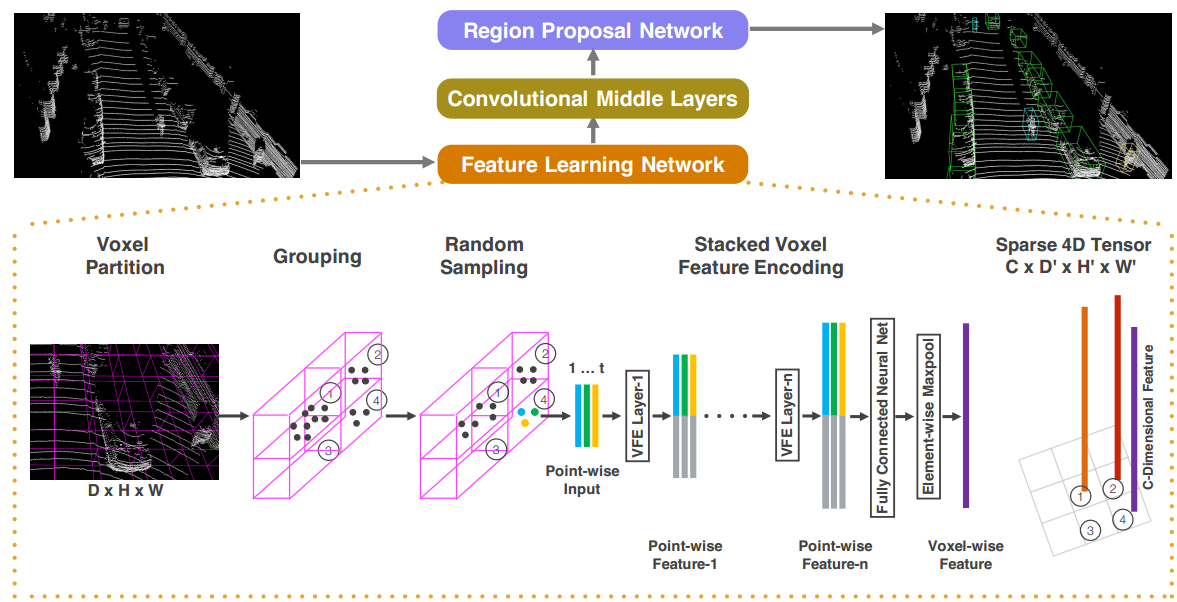 Region Proposal Network
Convolutional Middle Layers
Feature Learning Network
Voxel
Partition
Grouping
Random
Sampling
Stacked Voxel
Feature Encoding
Sparse 4D Tensor
C x D' x H' x W'
D x H x W
1
2
3
4
1
2
3
4
1 ... t
Point-wise
Input
VFE Layer-1
Point-wise
Feature-1
VFE Layer-n
Point-wise
Feature-n
Fully Connected Neural Net
Element-wise Maxpool
Voxel-wise
Feature
C-Dimensional Feature
1
2
3
4